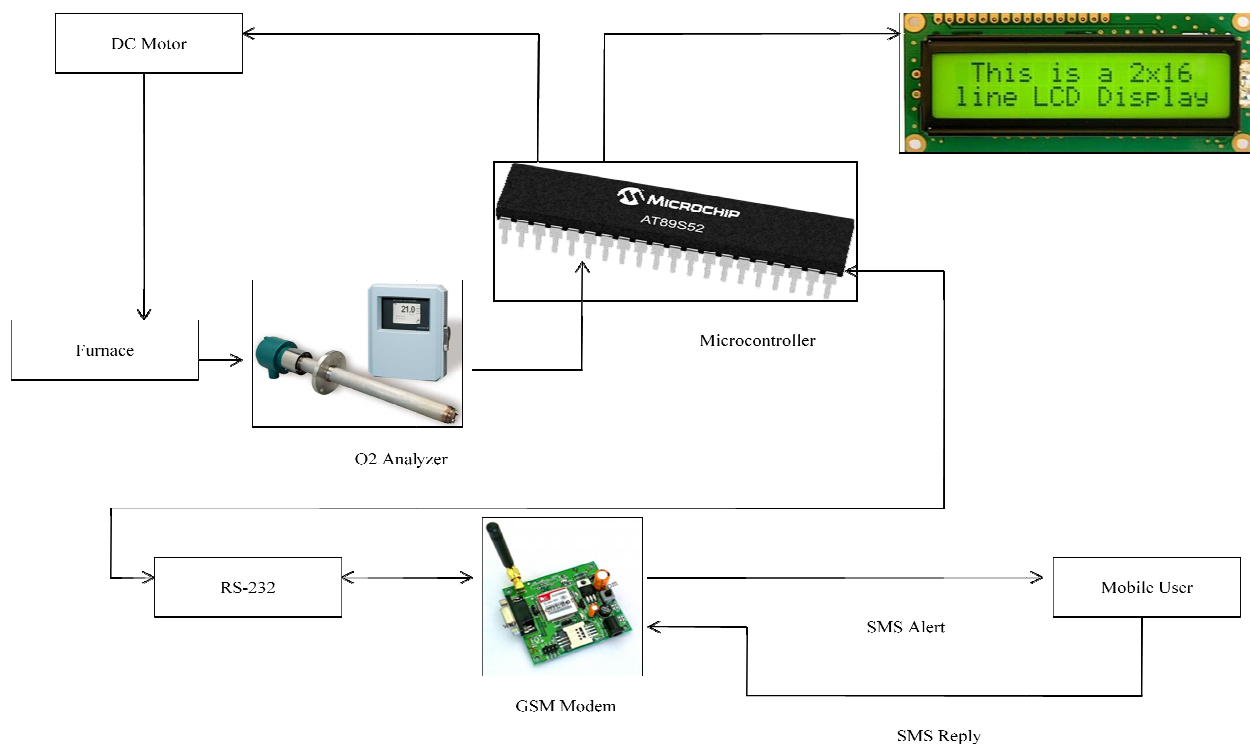 DC Motor
This is a 2x16
line LCD Display
MICROCHIP
AT89S52
21.0
Furnace
Microcontroller
O2 Analyzer
RS-232
Mobile User
SMS Alert
GSM Modem
SMS Reply